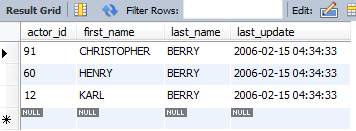 Result Grid Filter Rows: Edit:
actor_id first_name last_name last_update
91 CHRISTOPHER BERRY 2006-02-15 04:34:33
60 HENRY BERRY 2006-02-15 04:34:33
12 KARL BERRY 2006-02-15 04:34:33
NULL NULL NULL NULL